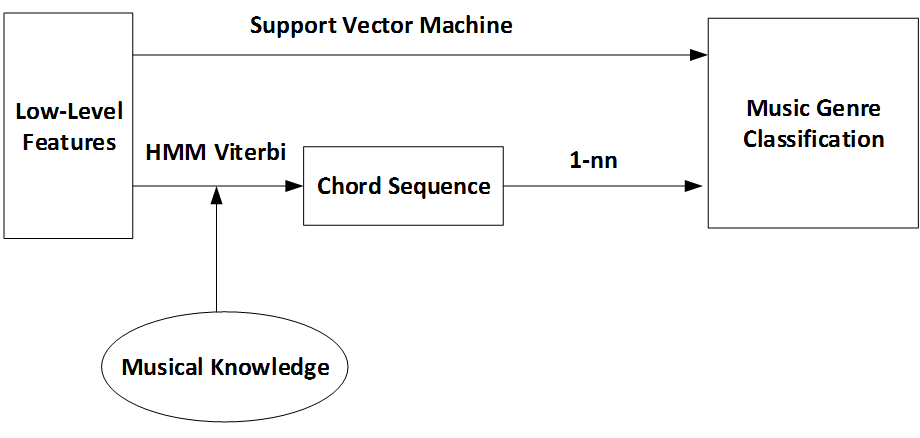 Support Vector Machine
Low-Level
Features
Music Genre
Classification
HMM Viterbi
Chord Sequence
1-nn
Musical Knowledge